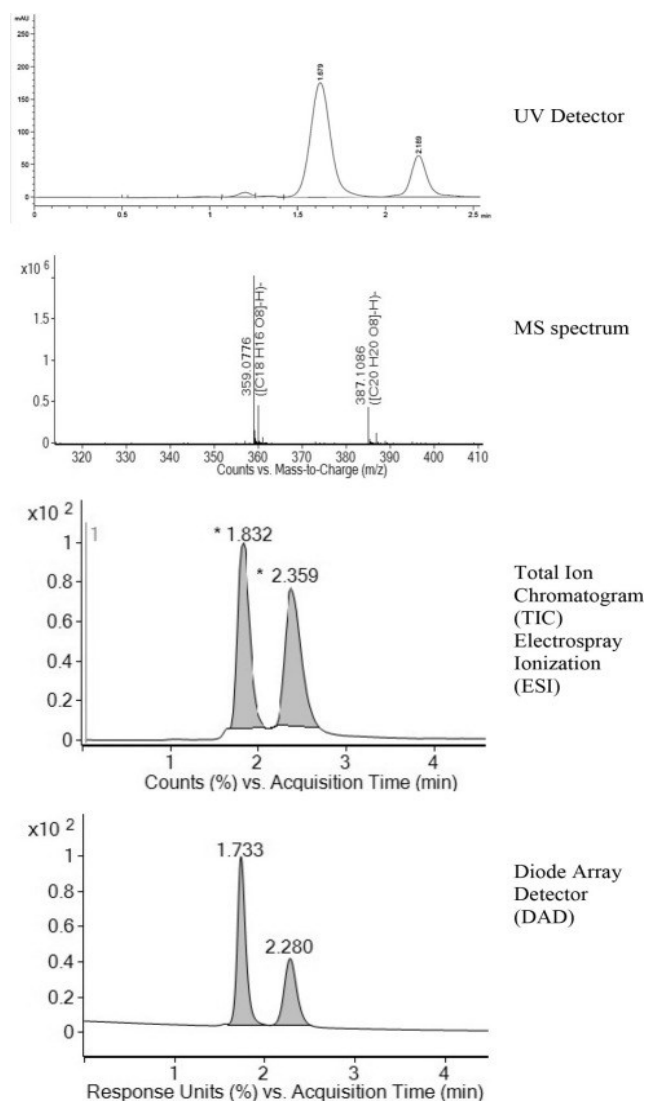 mAU
250
200
150
100
50
0
1.679
2.189
0
0.5
1
1.5
2
2.5
min
UV Detector
x10 6
1.5
1
0.5
0
359.0776
([C18 H16 O8]-H)-
387.1086
([C20 H20 O8]-H)-
320
330
340
350
360
370
380
390
400
410
Counts vs. Mass-to-Charge (m/z)
MS spectrum
x10 2
1
1
0.8
0.6
0.4
0.2
0
* 1.832
* 2.359
1
2
3
4
Counts (%) vs. Acquisition Time (min)
Total Ion
Chromatogram
(TIC)
Electrospray
Ionization
(ESI)
x10 2
1
0.8
0.6
0.4
0.2
0
1.733
2.280
1
2
3
4
Response Units (%) vs. Acquisition Time (min)
Diode Array
Detector
(DAD)